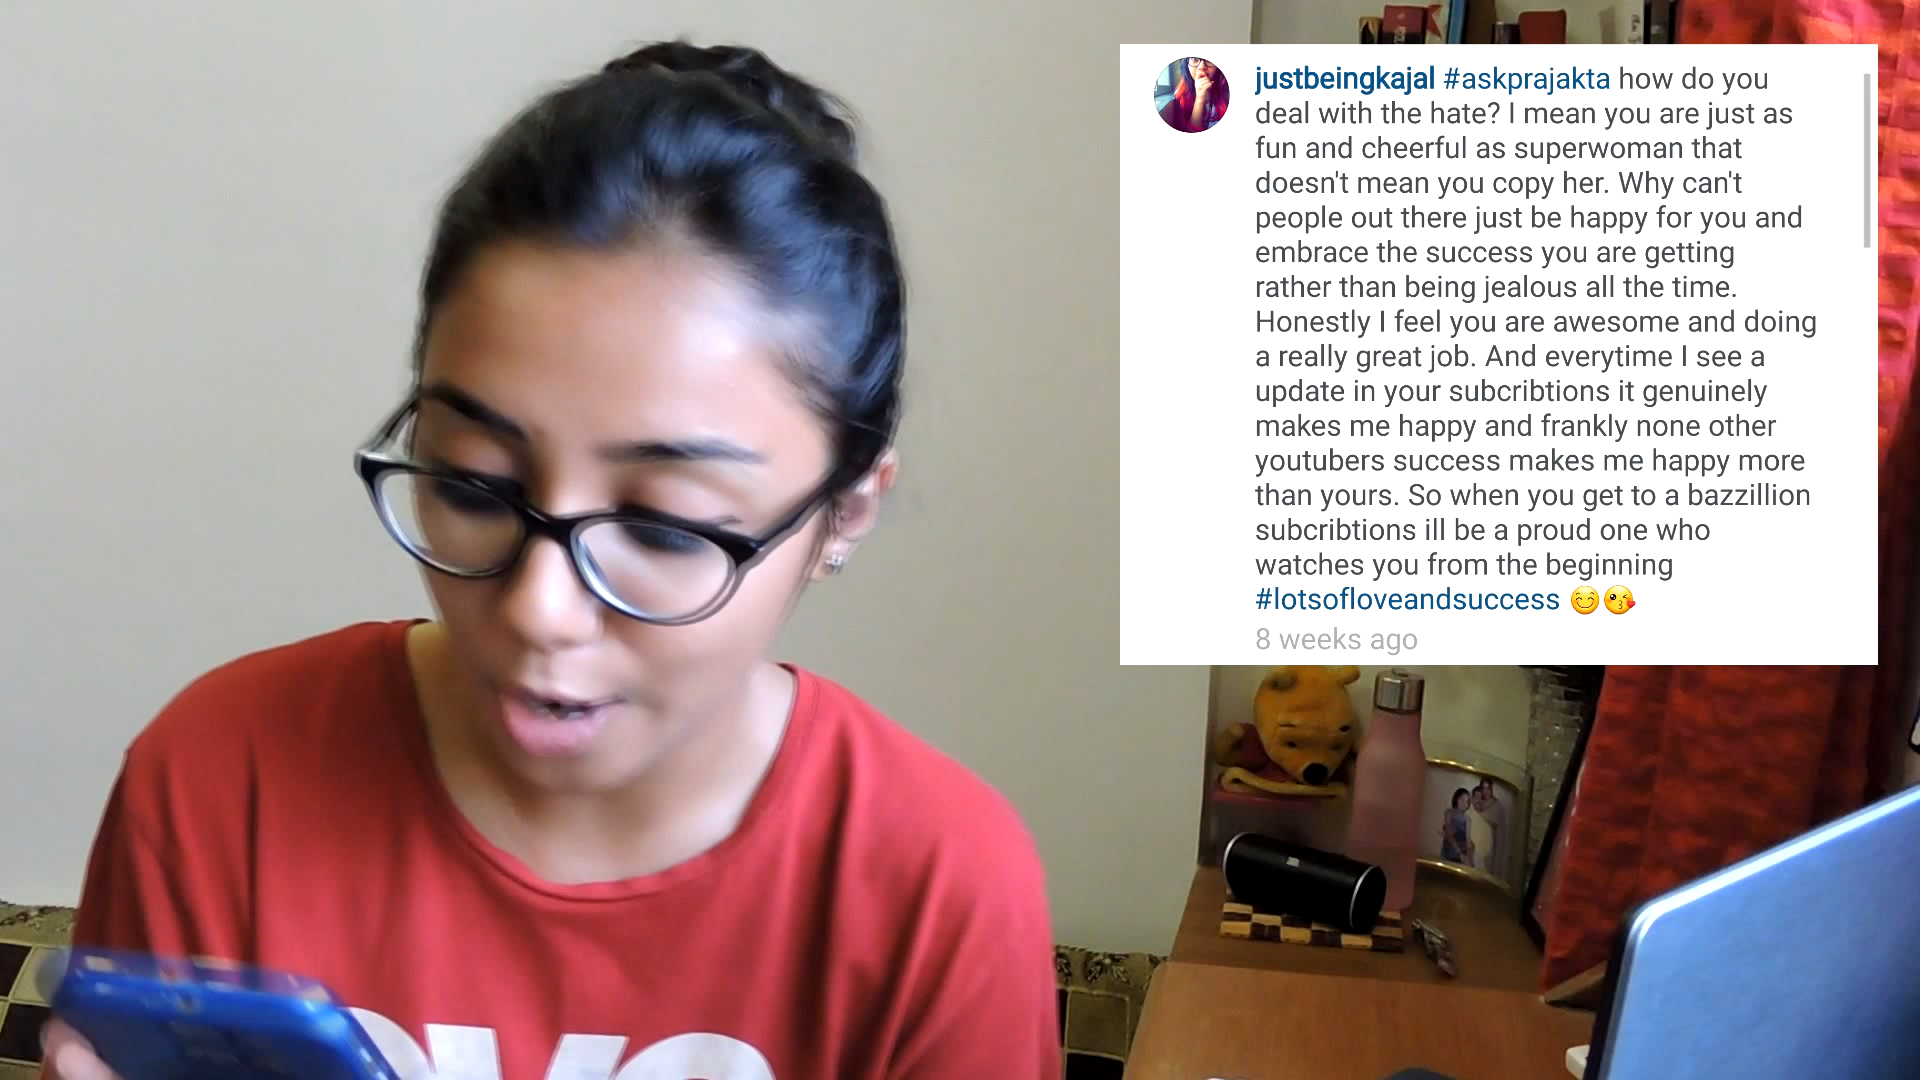 justbeingkajal #askprajakta how do you
deal with the hate? I mean you are just as
fun and cheerful as superwoman that
doesn't mean you copy her. Why can't
people out there just be happy for you and
embrace the success you are getting
rather than being jealous all the time.
Honestly I feel you are awesome and doing
a really great job. And everytime I see a
update in your subcribtions it genuinely
makes me happy and frankly none other
youtubers success makes me happy more
than yours. So when you get to a bazzillion
subcribtions ill be a proud one who
watches you from the beginning
#lotsofloveandsuccess 😊😘
8 weeks ago